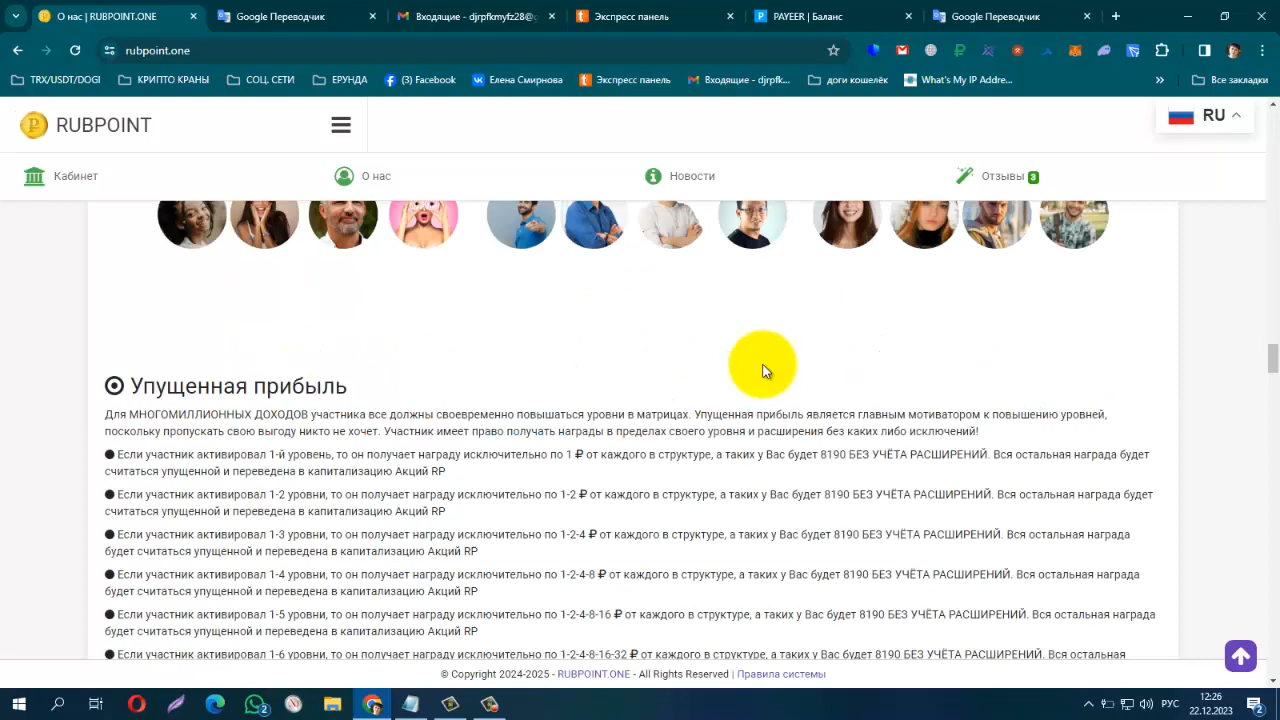 О нас | RUBPOINT.ONE
Google Переводчик
Входящие - djrpfkmyfz28@
Экспресс панель
PAYEER | Баланс
Google Переводчик
rubpoint.one
TRX/USDT/DOGI
КРИПТО КРАНЫ
СОЦ. СЕТИ
ЕРУНДА
(3) Facebook
Елена Смирнова
Экспресс панель
Входящие - djrpfk...
доги кошелёк
What's My IP Addre...
Все закладки
RUBPOINT
RU
Кабинет
О нас
Новости
Отзывы 3
Упущенная прибыль
Для МНОГОМИЛЛИОННЫХ ДОХОДОВ участника все должны своевременно повышаться уровни в матрицах. Упущенная прибыль является главным мотиватором к повышению уровней,
поскольку пропускать свою выгоду никто не хочет. Участник имеет право получать награды в пределах своего уровня и расширения без каких либо исключений!
Если участник активировал 1-й уровень, то он получает награду исключительно по 1 ₽ от каждого в структуре, а таких у Вас будет 8190 БЕЗ УЧЁТА РАСШИРЕНИЙ. Вся остальная награда будет
считаться упущенной и переведена в капитализацию Акций RP
Если участник активировал 1-2 уровни, то он получает награду исключительно по 1-2 ₽ от каждого в структуре, а таких у Вас будет 8190 БЕЗ УЧЁТА РАСШИРЕНИЙ. Вся остальная награда будет
считаться упущенной и переведена в капитализацию Акций RP
Если участник активировал 1-3 уровни, то он получает награду исключительно по 1-2-4 ₽ от каждого в структуре, а таких у Вас будет 8190 БЕЗ УЧЁТА РАСШИРЕНИЙ. Вся остальная награда
будет считаться упущенной и переведена в капитализацию Акций RP
Если участник активировал 1-4 уровни, то он получает награду исключительно по 1-2-4-8 ₽ от каждого в структуре, а таких у Вас будет 8190 БЕЗ УЧЁТА РАСШИРЕНИЙ. Вся остальная награда
будет считаться упущенной и переведена в капитализацию Акций RP
Если участник активировал 1-5 уровни, то он получает награду исключительно по 1-2-4-8-16 ₽ от каждого в структуре, а таких у Вас будет 8190 БЕЗ УЧЁТА РАСШИРЕНИЙ. Вся остальная награда
будет считаться упущенной и переведена в капитализацию Акций RP
Если участник активировал 1-6 уровни, то он получает награду исключительно по 1-2-4-8-16-32 ₽ от каждого в структуре, а таких у Вас будет 8190 БЕЗ УЧЁТА РАСШИРЕНИЙ. Вся остальная
© Copyright 2024-2025 - RUBPOINT.ONE - All Rights Reserved | Правила системы
РУС
12:26
22.12.2023
2
2